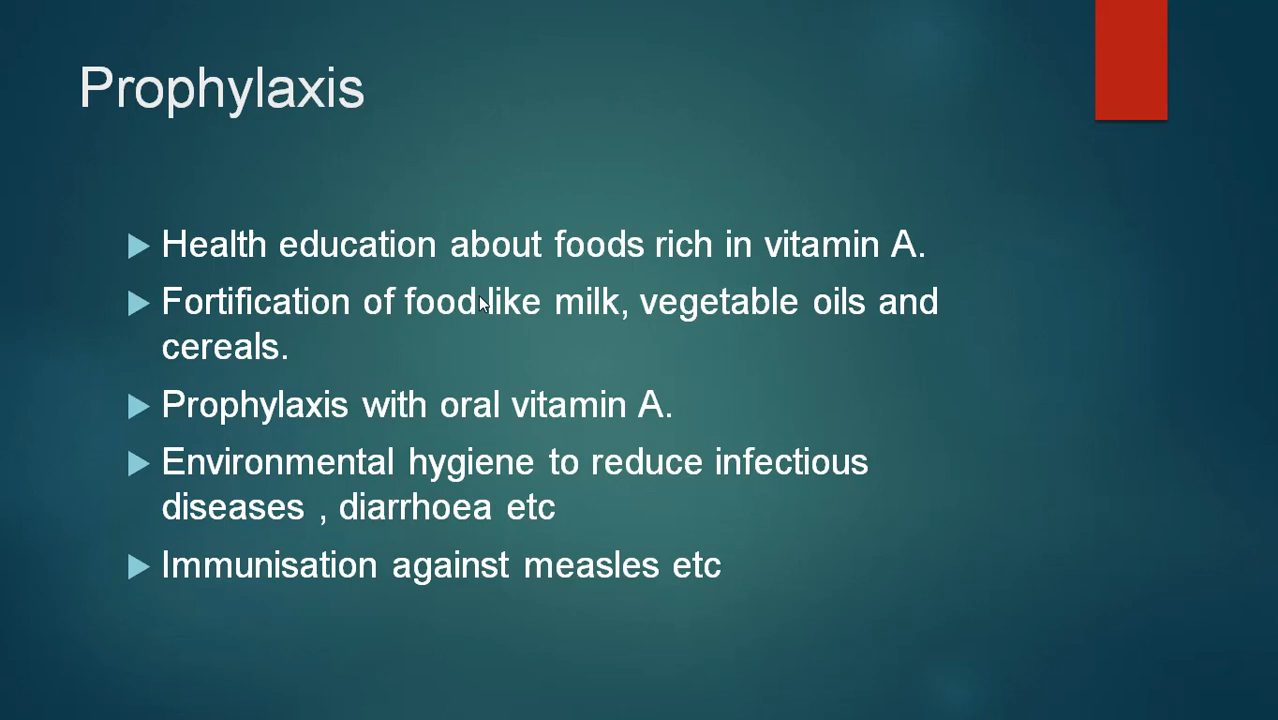 Prophylaxis
Health education about foods rich in vitamin A.
Fortification of food like milk, vegetable oils and
cereals.
Prophylaxis with oral vitamin A.
Environmental hygiene to reduce infectious
diseases , diarrhoea etc
Immunisation against measles etc